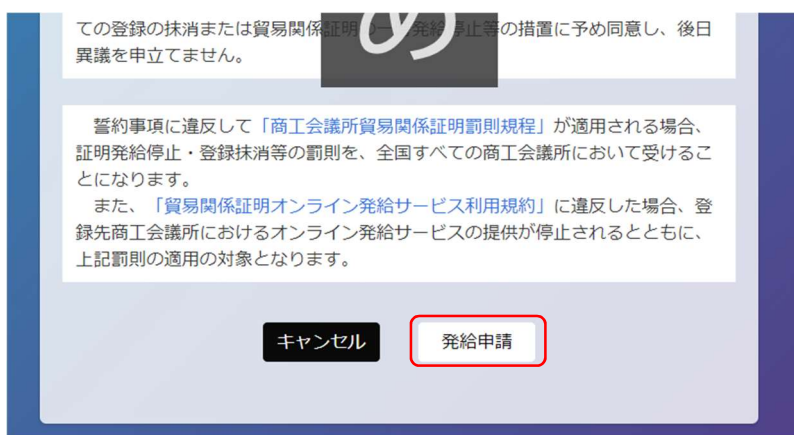 ての登録の抹消または貿易関係証明の一 発給停止等の措置に予め同意し、後日
異議を申立てません。
め
誓約事項に違反して「商工会議所貿易関係証明罰則規程」が適用される場合、
証明発給停止・登録抹消等の罰則を、全国すべての商工会議所において受けるこ
とになります。
また、「貿易関係証明オンライン発給サービス利用規約」に違反した場合、登
録先商工会議所におけるオンライン発給サービスの提供が停止されるとともに、
上記罰則の適用の対象となります。
キャンセル
発給申請